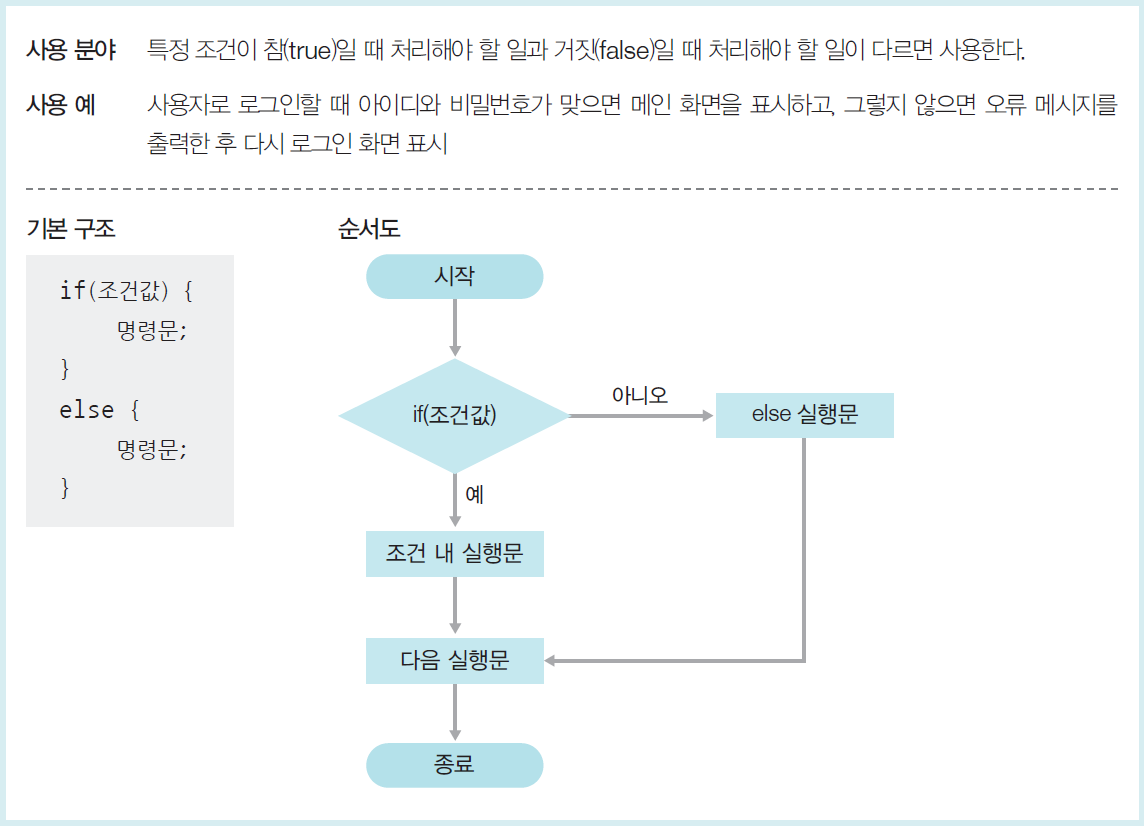 사용 분야 특정 조건이 참(true)일 때 처리해야 할 일과 거짓(false)일 때 처리해야 할 일이 다르면 사용한다.
사용 예 사용자로 로그인할 때 아이디와 비밀번호가 맞으면 메인 화면을 표시하고, 그렇지 않으면 오류 메시지를
출력한 후 다시 로그인 화면 표시
기본 구조
if(조건값) {
명령문;
}
else {
명령문;
}
순서도
시작
if(조건값)
아니오
else 실행문
예
조건 내 실행문
다음 실행문
종료